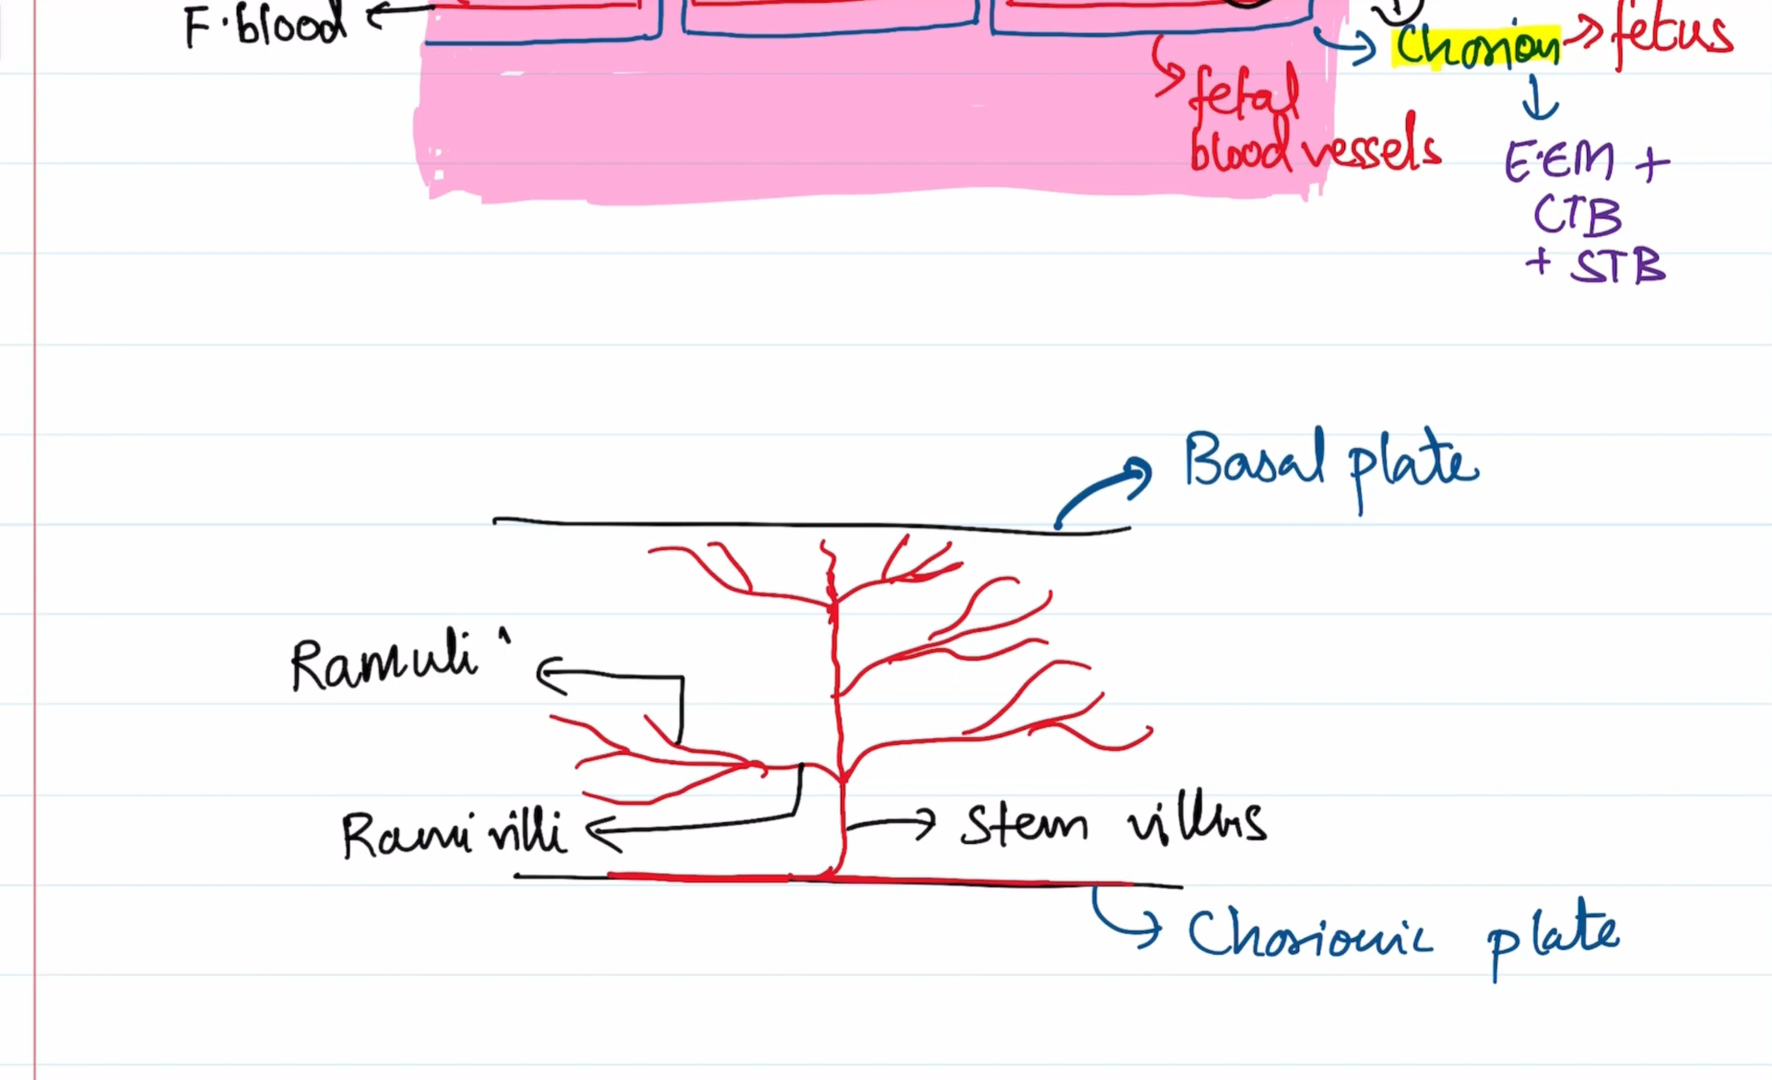 F.blood
Chorion → fetus
fetal
blood vessels
E.EM +
CTB
+ STB
Basal plate
Ramuli
Rami villi
Stem villus
Chorionic plate